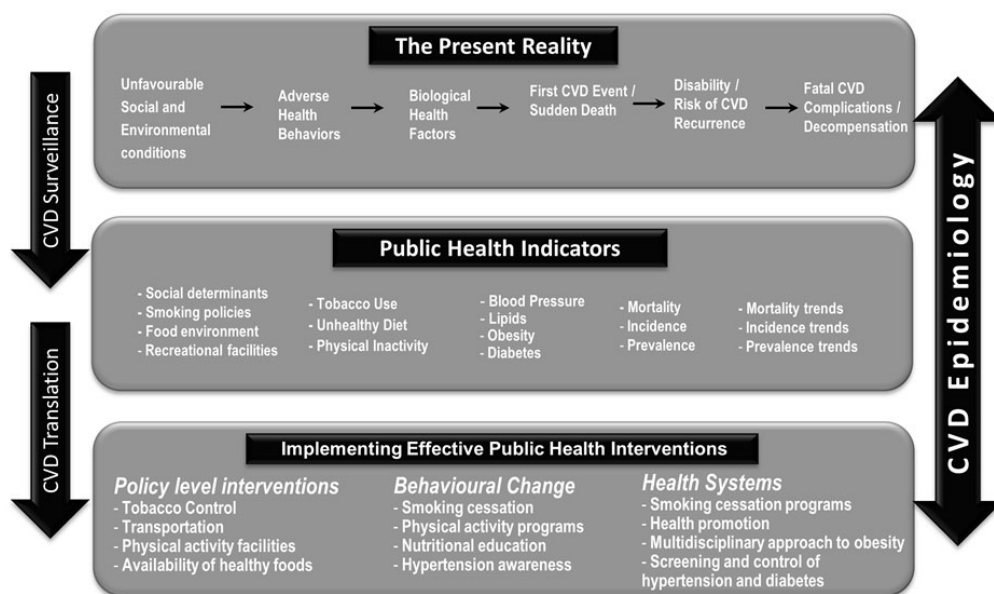 The Present Reality
Unfavourable
Social and
Environmental
conditions
Adverse
Health
Behaviors
Biological
Health
Factors
First CVD Event /
Sudden Death
Disability /
Risk of CVD
Recurrence
Fatal CVD
Complications /
Decompensation
CVD Surveillance
Public Health Indicators
- Social determinants
- Smoking policies
- Food environment
- Recreational facilities
- Tobacco Use
- Unhealthy Diet
- Physical Inactivity
- Blood Pressure
- Lipids
- Obesity
- Diabetes
- Mortality
- Incidence
- Prevalence
- Mortality trends
- Incidence trends
- Prevalence trends
CVD Translation
Implementing Effective Public Health Interventions
Policy level interventions
- Tobacco Control
- Transportation
- Physical activity facilities
- Availability of healthy foods
Behavioural Change
- Smoking cessation
- Physical activity programs
- Nutritional education
- Hypertension awareness
Health Systems
- Smoking cessation programs
- Health promotion
- Multidisciplinary approach to obesity
- Screening and control of
hypertension and diabetes
CVD Epidemiology